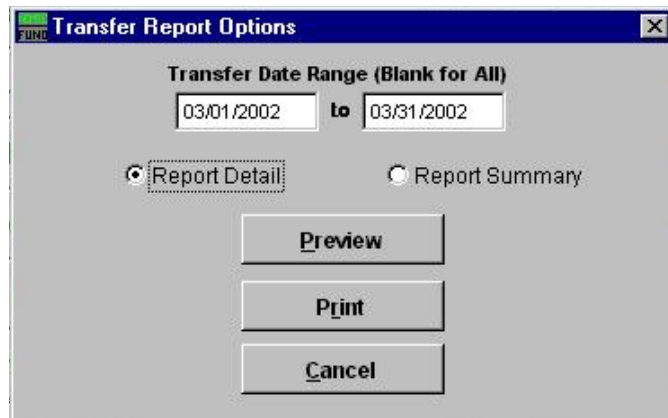 FUND Transfer Report Options
Transfer Date Range (Blank for All)
03/01/2002 to 03/31/2002
Report Detail Report Summary
Preview
Print
Cancel